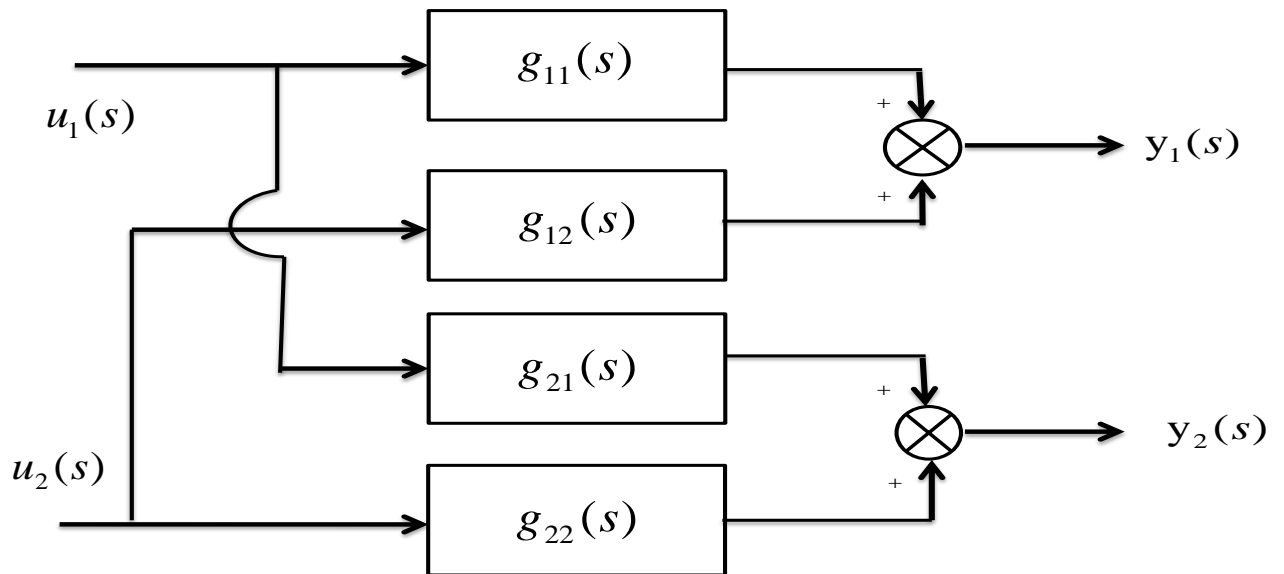 g₁₁(s)
u₁(s)
+
y₁(s)
+
g₁₂(s)
g₂₁(s)
+
y₂(s)
u₂(s)
+
g₂₂(s)